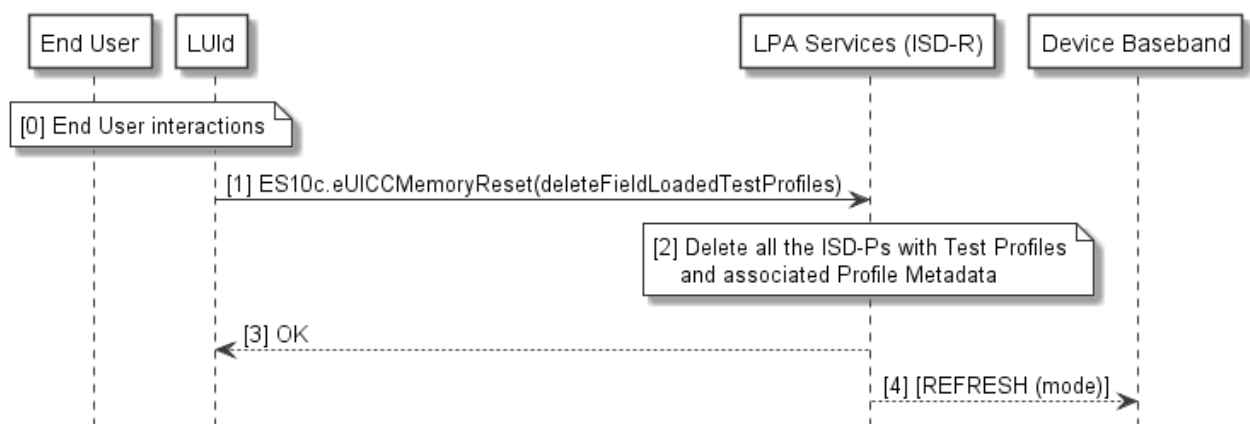 End User
LUId
LPA Services (ISD-R)
Device Baseband
[0] End User interactions
[1] ES10c.eUICCMemoryReset(deleteFieldLoadedTestProfiles)
[2] Delete all the ISD-Ps with Test Profiles
and associated Profile Metadata
[3] OK
[4] [REFRESH (mode)]